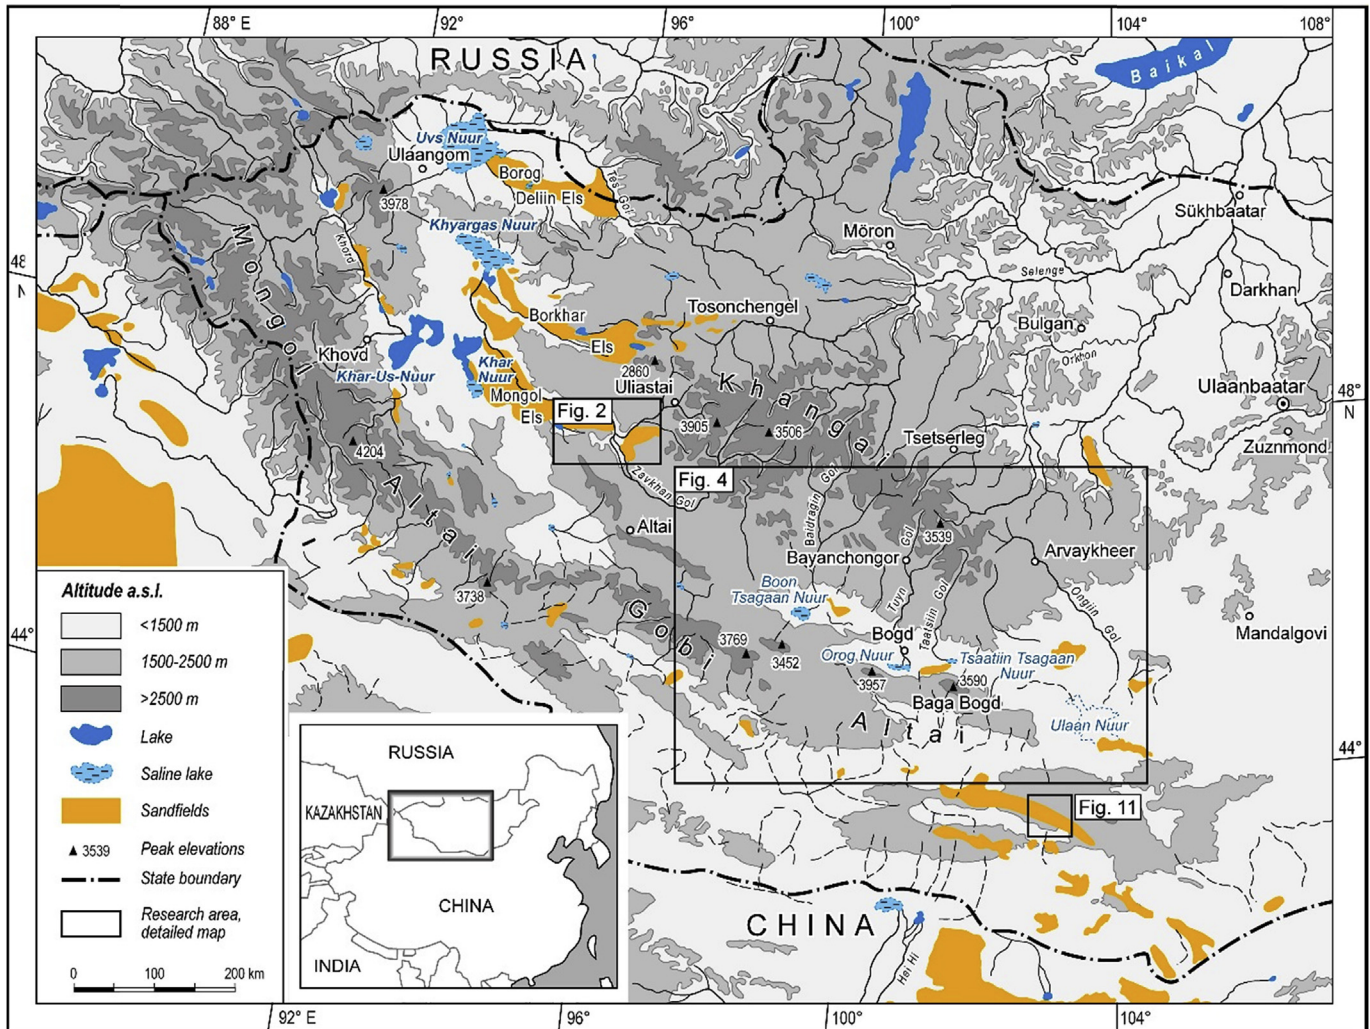 88° E
92°
96°
100°
104°
108°
RUSSIA
Baikal
Uvs Nuur
Ulaangom
Borog
Deliin Els
Tes Gol
3978
Khyargas Nuur
Sükhbaatar
Möron
Selenge
48°
N
Mongol
Khovd
Darkhan
Tosonchengel
Borkhar
Els
Bulgan
Orkhon
Khovd
Khar-Us-Nuur
Khar
Nuur
Mongol
Els
2860
Uliastai
Khangai
Ulaanbaatar
48°
N
Fig. 2
3905
3506
Tsetserleg
Zuznmond
4204
Altai
Zavkhan Gol
Fig. 4
Baidragin Gol
Altai
3539
Arvaykheer
Bayanchongor
Gol
Tuyn
Taatsiin Gol
Ongiin Gol
3738
Boon
Tsagaan Nuur
Gobi
Altai
44°
Mandalgovi
3769
3452
Bogd
Orog Nuur
Tsaatiin Tsagaan
Nuur
3957
3590
Baga Bogd
Ulaan Nuur
44°
Fig. 11
CHINA
Hei Hi
Altitude a.s.l.
<1500 m
1500-2500 m
>2500 m
Lake
Saline lake
Sandfields
3539
Peak elevations
State boundary
Research area,
detailed map
0
100
200 km
RUSSIA
KAZAKHSTAN
CHINA
INDIA
92° E
96°
100°
104°